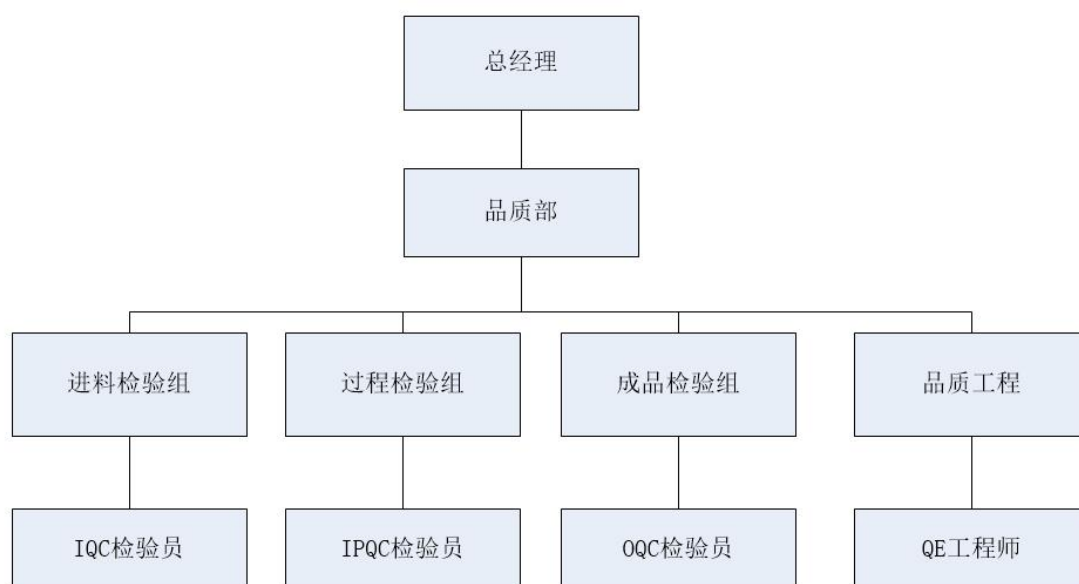 总经理
品质部
进料检验组
过程检验组
成品检验组
品质工程
IQC检验员
IPQC检验员
OQC检验员
QE工程师